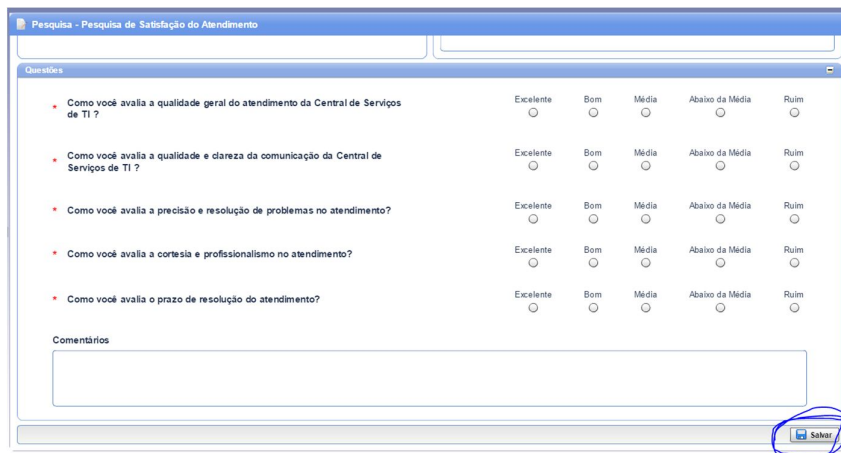 Pesquisa - Pesquisa de Satisfação do Atendimento
Questões
* Como você avalia a qualidade geral do atendimento da Central de Serviços
de TI ?
Excelente Bom Média Abaixo da Média Ruim
* Como você avalia a qualidade e clareza da comunicação da Central de
Serviços de TI ?
Excelente Bom Média Abaixo da Média Ruim
* Como você avalia a precisão e resolução de problemas no atendimento?
Excelente Bom Média Abaixo da Média Ruim
* Como você avalia a cortesia e profissionalismo no atendimento?
Excelente Bom Média Abaixo da Média Ruim
* Como você avalia o prazo de resolução do atendimento?
Excelente Bom Média Abaixo da Média Ruim
Comentários
Salvar